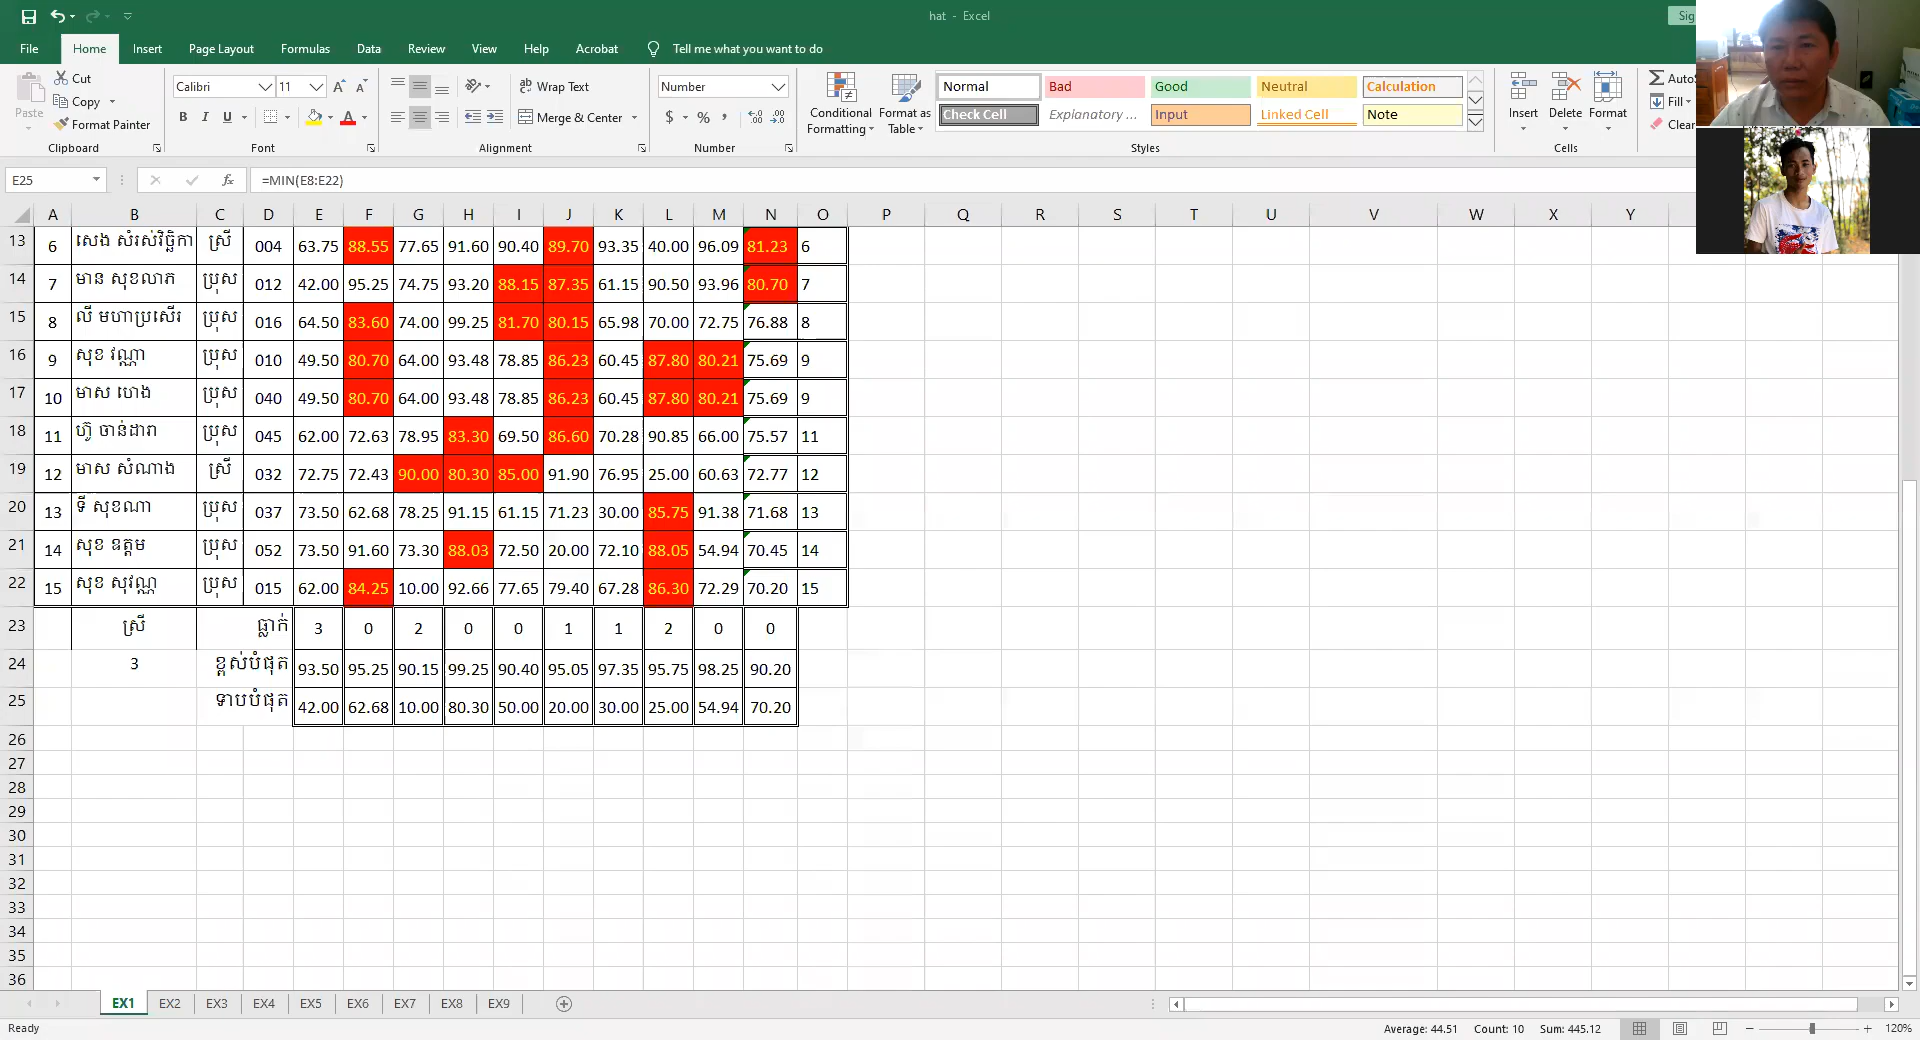 hat - Excel
Sig
File Home Insert Page Layout Formulas Data Review View Help Acrobat Tell me what you want to do
Paste Cut Copy Format Painter Clipboard
Calibri 11 Font
Wrap Text Merge & Center Alignment
Number Number
Conditional Formatting Format as Table
Normal Bad Good Neutral Calculation
Check Cell Explanatory ... Input Linked Cell Note
Styles
Insert Delete Format Cells
Auto Fill Clear
E25 =MIN(E8:E22)
A B C D E F G H I J K L M N O P Q R S T U V W X Y
13 6 សេង សំរស់វិច្ឆិកា ស្រី 004 63.75 88.55 77.65 91.60 90.40 89.70 93.35 40.00 96.09 81.23 6
14 7 មាន សុខលាភ ប្រុស 012 42.00 95.25 74.75 93.20 88.15 87.35 61.15 90.50 93.96 80.70 7
15 8 លី មហាប្រសើរ ប្រុស 016 64.50 83.60 74.00 99.25 81.70 80.15 65.98 70.00 72.75 76.88 8
16 9 សុខ វណ្ណា ប្រុស 010 49.50 80.70 64.00 93.48 78.85 86.23 60.45 87.80 80.21 75.69 9
17 10 មាស ហេង ប្រុស 040 49.50 80.70 64.00 93.48 78.85 86.23 60.45 87.80 80.21 75.69 9
18 11 ហ៊ូ ចាន់ដារា ប្រុស 045 62.00 72.63 78.95 83.30 69.50 86.60 70.28 90.85 66.00 75.57 11
19 12 មាស សំណាង ស្រី 032 72.75 72.43 90.00 80.30 85.00 91.90 76.95 25.00 60.63 72.77 12
20 13 ទី សុខណា ប្រុស 037 73.50 62.68 78.25 91.15 61.15 71.23 30.00 85.75 91.38 71.68 13
21 14 សុខ ឧត្តម ប្រុស 052 73.50 91.60 73.30 88.03 72.50 20.00 72.10 88.05 54.94 70.45 14
22 15 សុខ សុវណ្ណ ប្រុស 015 62.00 84.25 10.00 92.66 77.65 79.40 67.28 86.30 72.29 70.20 15
23 ស្រី ធ្លាក់ 3 0 2 0 0 1 1 2 0 0
24 3 ខ្ពស់បំផុត 93.50 95.25 90.15 99.25 90.40 95.05 97.35 95.75 98.25 90.20
25 ទាបបំផុត 42.00 62.68 10.00 80.30 50.00 20.00 30.00 25.00 54.94 70.20
26
27
28
29
30
31
32
33
34
35
36
EX1 EX2 EX3 EX4 EX5 EX6 EX7 EX8 EX9
Ready Average: 44.51 Count: 10 Sum: 445.12 120%